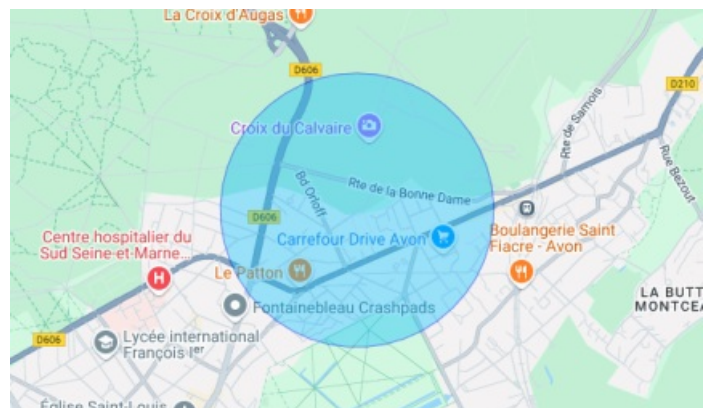 La Croix d'Augas
D606
D210
Croix du Calvaire
Rte de Samois
Rue Bezout
Bd Orloff
Rte de la Bonne Dame
D606
Centre hospitalier du
Sud Seine-et-Marne...
Carrefour Drive Avon
Boulangerie Saint
Fiacre - Avon
Le Patton
LA BUTT
MONTCEA
Fontainebleau Crashpads
D606
Lycée international
François Ier
Église Saint-Louis